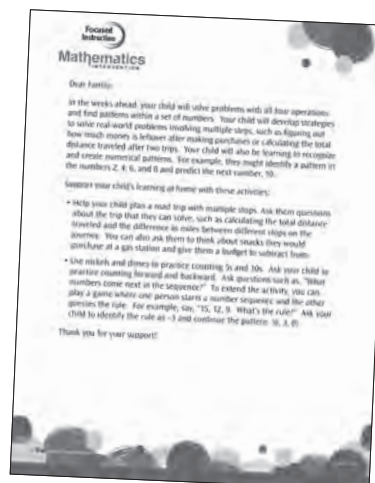 Focused
Instruction
Mathematics
INTERVENTION
Dear Family:
In the weeks ahead, your child will solve problems with all four operations
and find patterns within a set of numbers. Your child will develop strategies
to solve real-world problems involving multiple steps, such as figuring out
how much money is leftover after making purchases or calculating the total
distance traveled after two trips. Your child will also be learning to recognize
and create numerical patterns. For example, they might identify a pattern in
the numbers 2, 4, 6, and 8 and predict the next number, 10.
Support your child's learning at home with these activities:
• Help your child plan a road trip with multiple stops. Ask them questions
about the trip that they can solve, such as calculating the total distance
traveled and the difference in miles between different stops on the
journey. You can also ask them to think about snacks they would
purchase at a gas station and give them a budget to subtract from.
• Use nickels and dimes to practice counting 5s and 10s. Ask your child to
practice counting forward and backward. Ask questions such as, "What
numbers come next in the sequence?" To extend the activity, you can
play a game where one person starts a number sequence and the other
guesses the rule. For example, say, "15, 12, 9. What's the rule?" Ask your
child to identify the rule as -3 and continue the pattern: (6, 3, 0).
Thank you for your support!